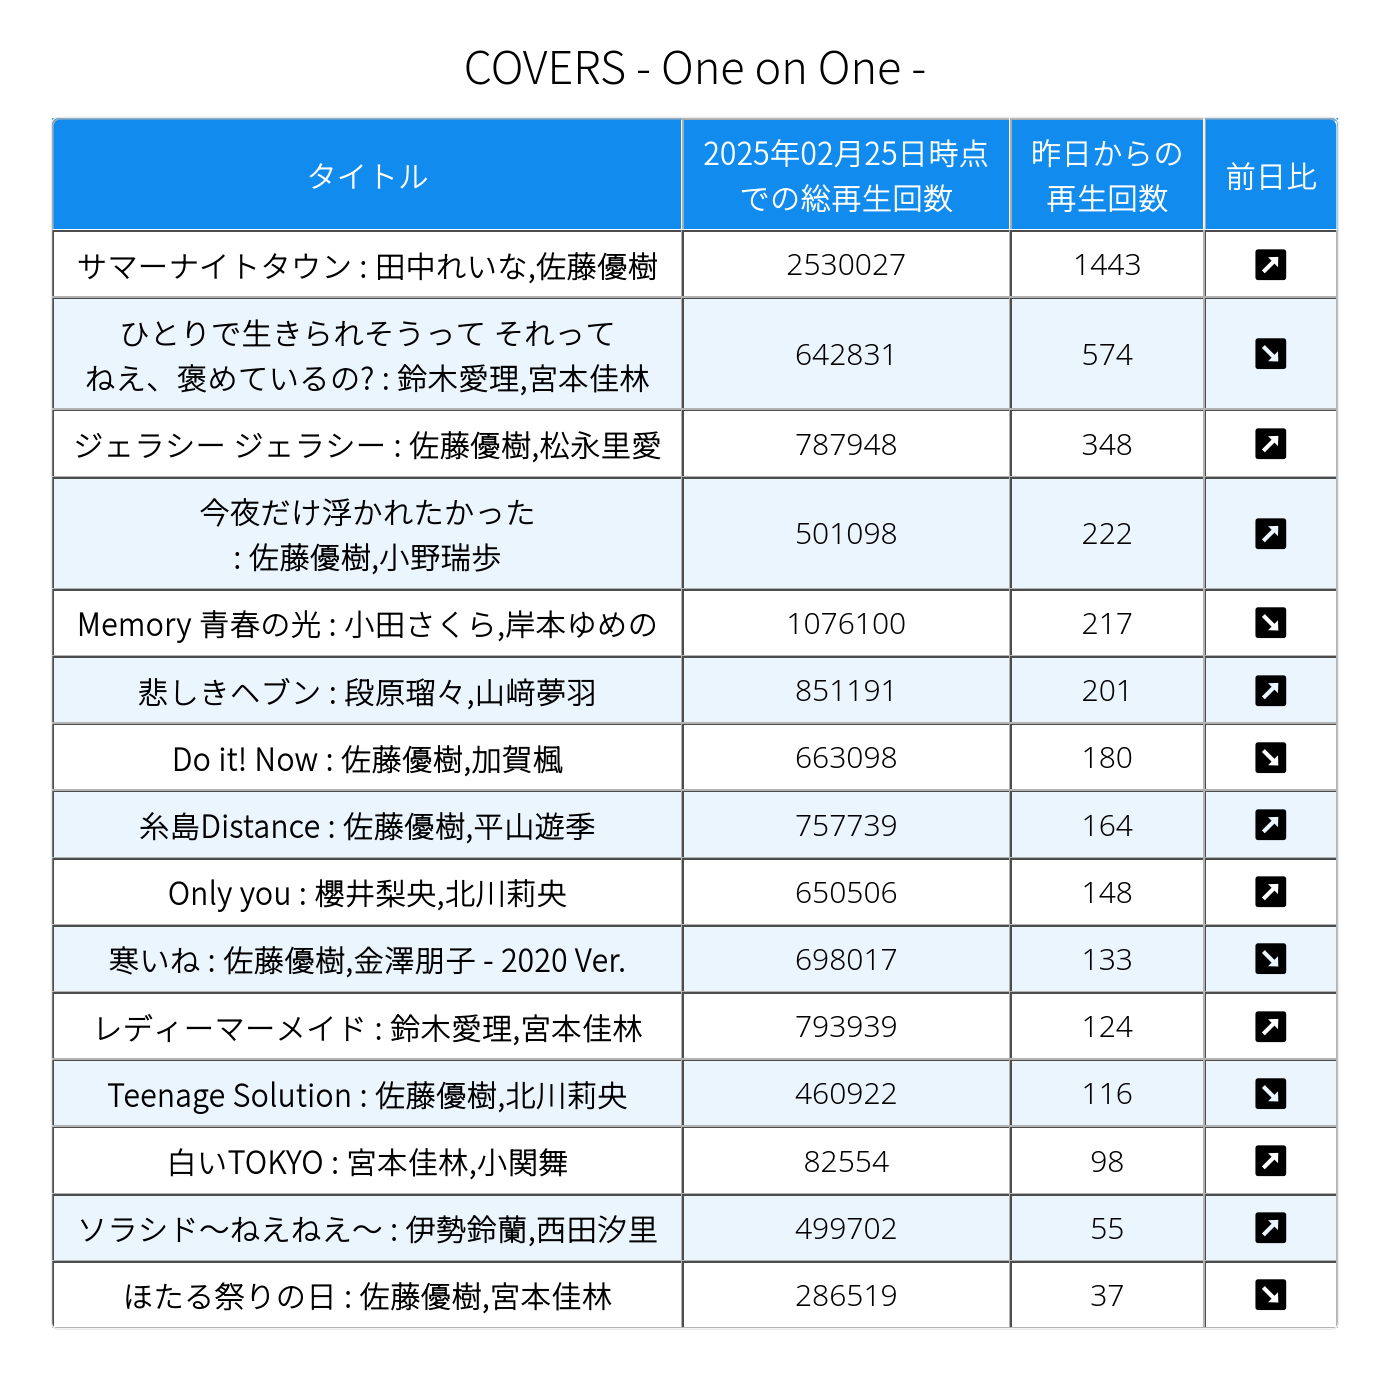 COVERS - One on One -
タイトル
2025年02月25日時点
での総再生回数
昨日からの
再生回数
前日比
サマーナイトタウン : 田中れいな,佐藤優樹
2530027
1443
ひとりで生きられそうって それって
ねえ、褒めているの? : 鈴木愛理,宮本佳林
642831
574
ジェラシー ジェラシー : 佐藤優樹,松永里愛
787948
348
今夜だけ浮かれたかった
: 佐藤優樹,小野瑞歩
501098
222
Memory 青春の光 : 小田さくら,岸本ゆめの
1076100
217
悲しきヘブン : 段原瑠々,山﨑夢羽
851191
201
Do it! Now : 佐藤優樹,加賀楓
663098
180
糸島Distance : 佐藤優樹,平山遊季
757739
164
Only you : 櫻井梨央,北川莉央
650506
148
寒いね : 佐藤優樹,金澤朋子 - 2020 Ver.
698017
133
レディーマーメイド : 鈴木愛理,宮本佳林
793939
124
Teenage Solution : 佐藤優樹,北川莉央
460922
116
白いTOKYO : 宮本佳林,小関舞
82554
98
ソラシド～ねえねえ～ : 伊勢鈴蘭,西田汐里
499702
55
ほたる祭りの日 : 佐藤優樹,宮本佳林
286519
37